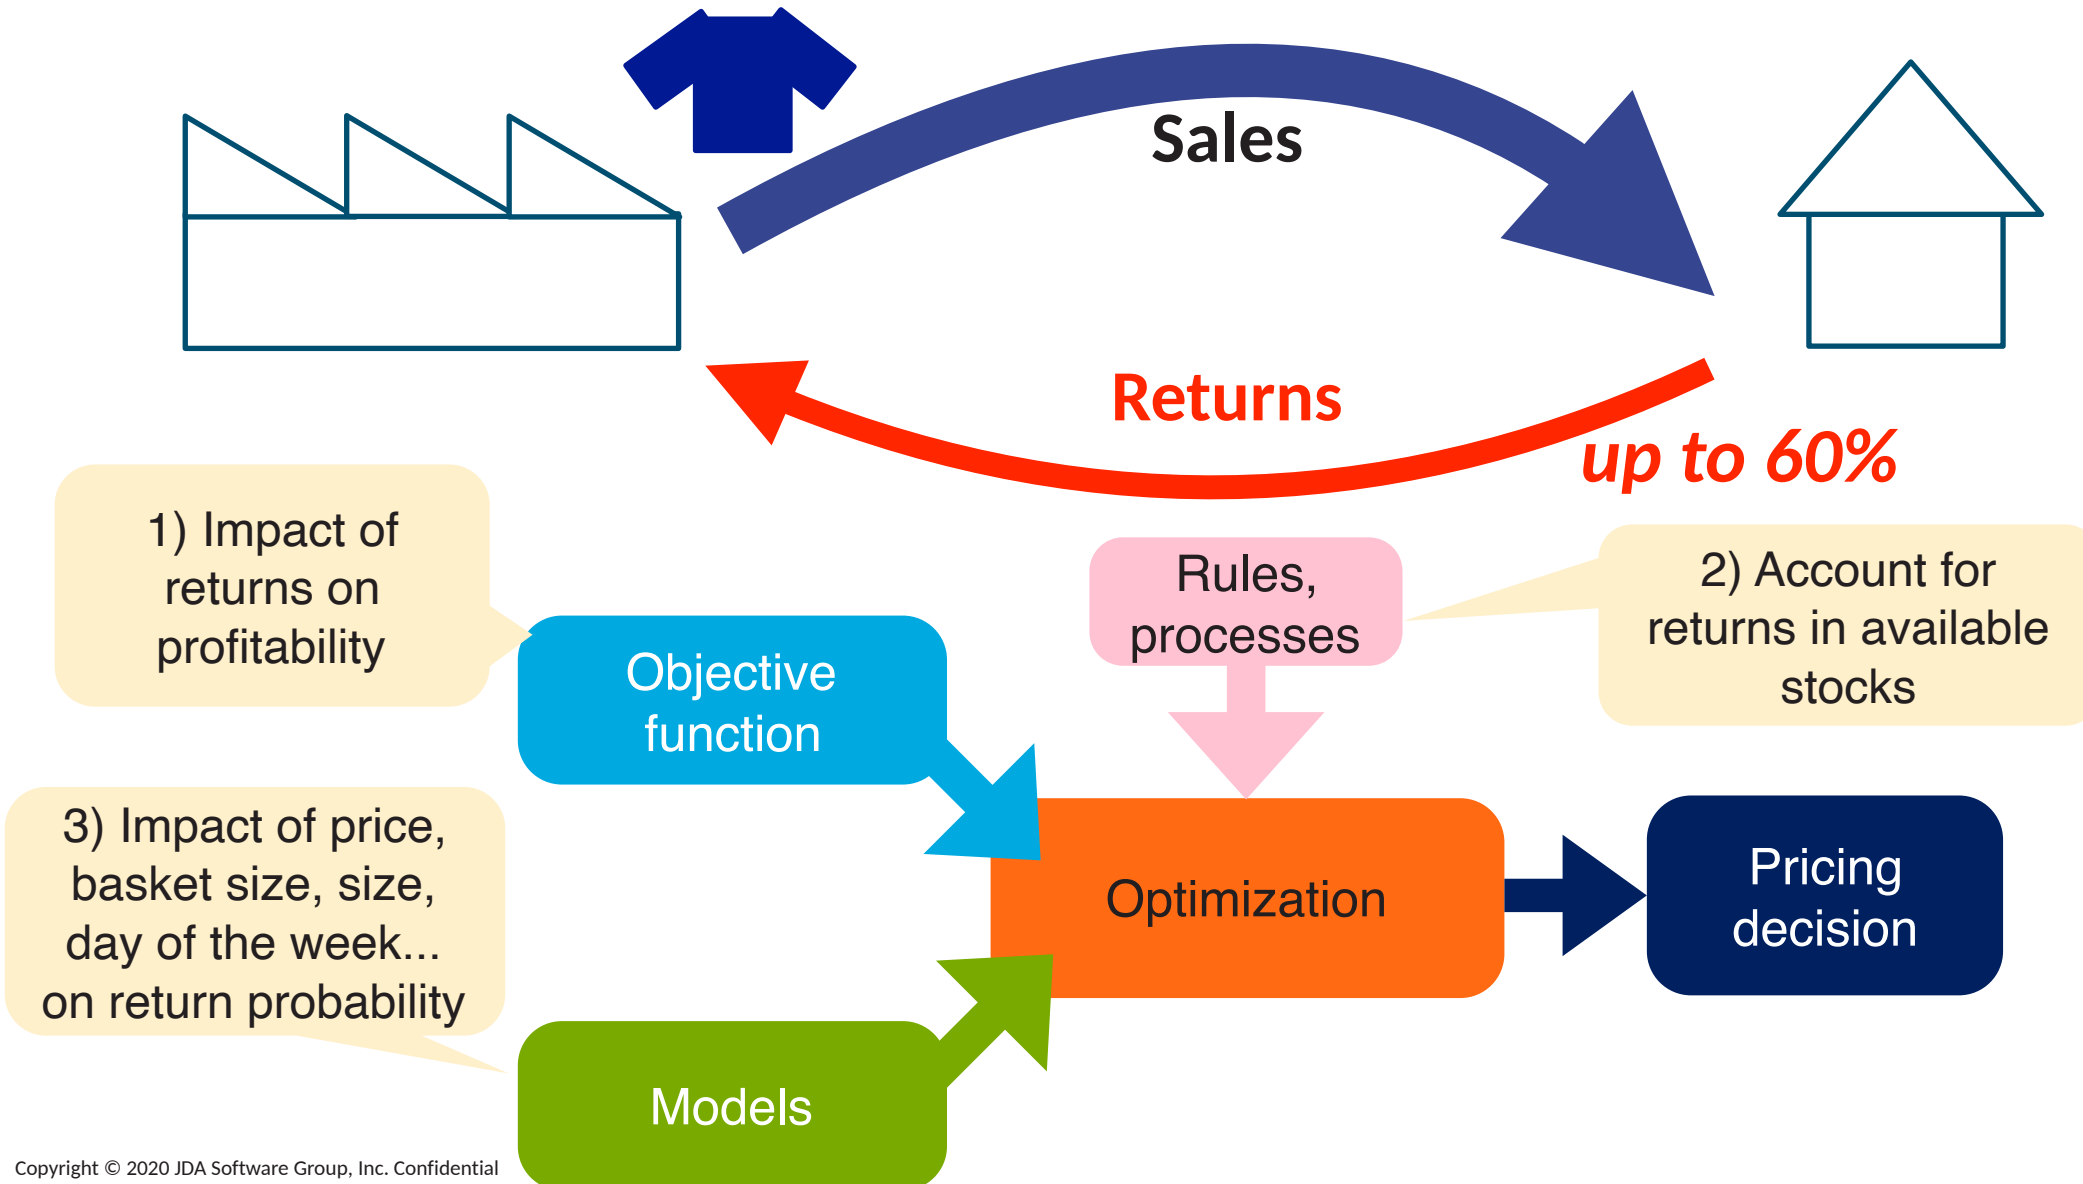 Sales
Returns
up to 60%
1) Impact of
returns on
profitability
Rules,
processes
2) Account for
returns in available
stocks
Objective
function
3) Impact of price,
basket size, size,
day of the week...
on return probability
Optimization
Pricing
decision
Models
Copyright © 2020 JDA Software Group, Inc. Confidential